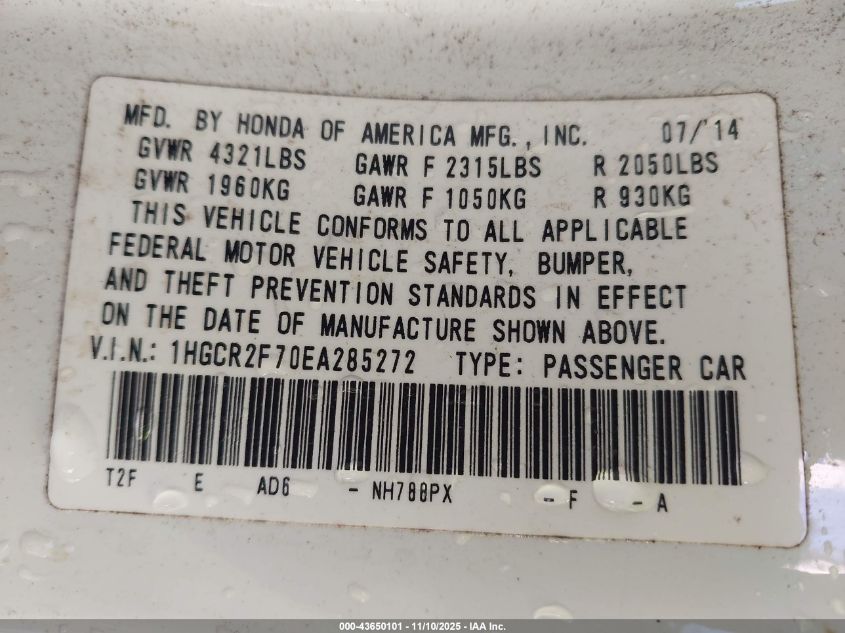 MFD. BY HONDA OF AMERICA MFG., INC. 07/'14
GVWR 4321LBS GAWR F 2315LBS R 2050LBS
GVWR 1960KG GAWR F 1050KG R 930KG
THIS VEHICLE CONFORMS TO ALL APPLICABLE
FEDERAL MOTOR VEHICLE SAFETY, BUMPER,
AND THEFT PREVENTION STANDARDS IN EFFECT
ON THE DATE OF MANUFACTURE SHOWN ABOVE.
V.I.N.: 1HGCR2F70EA285272 TYPE: PASSENGER CAR
T2F E AD6 - NH788PX - F - A
000-43650101 - 11/10/2025 - IAA Inc.